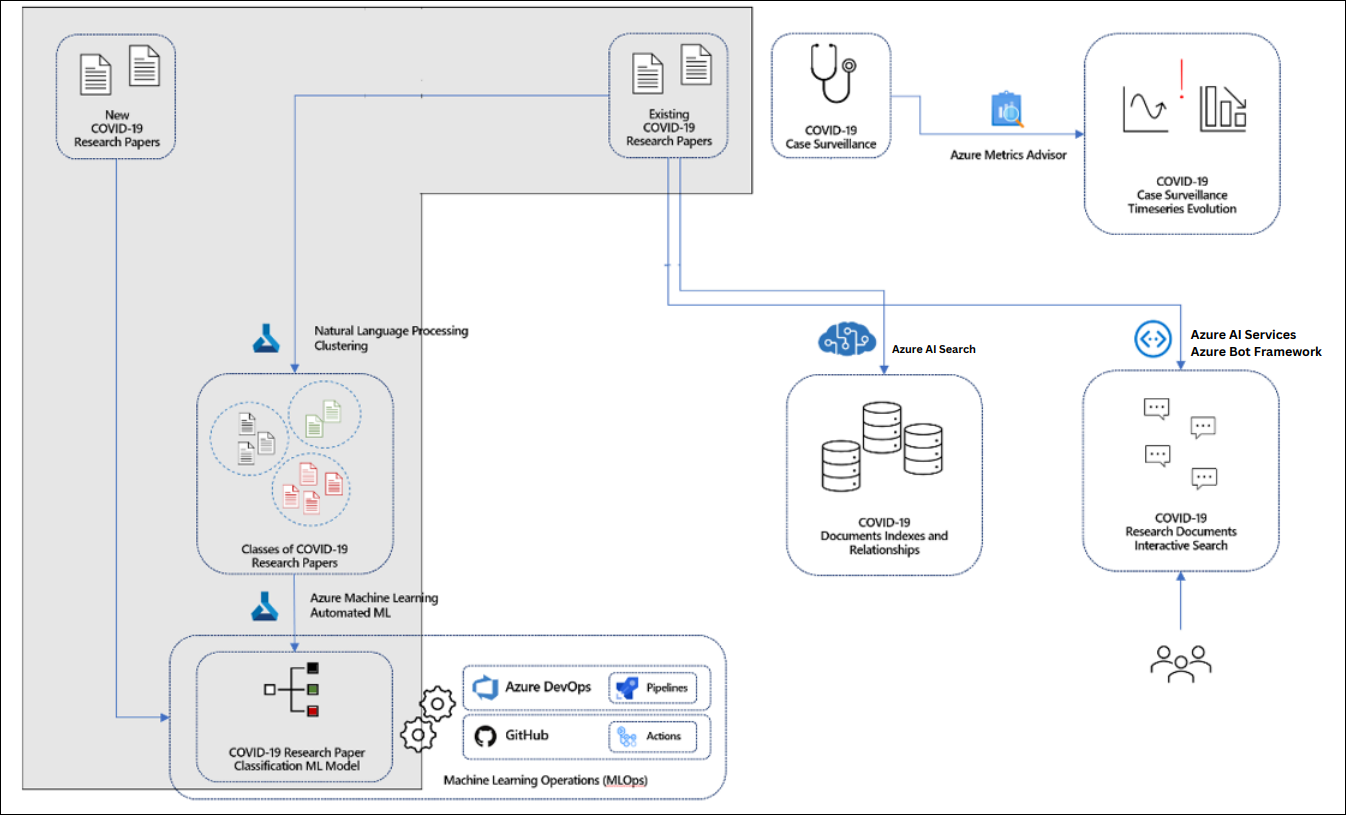 New
COVID-19
Research Papers
Existing
COVID-19
Research Papers
COVID-19
Case Surveillance
Azure Metrics Advisor
COVID-19
Case Surveillance
Timeseries Evolution
Natural Language Processing
Clustering
Azure AI Search
Azure AI Services
Azure Bot Framework
Classes of COVID-19
Research Papers
COVID-19
Documents Indexes and
Relationships
COVID-19
Research Documents
Interactive Search
Azure Machine Learning
Automated ML
COVID-19 Research Paper
Classification ML Model
Azure DevOps
Pipelines
GitHub
Actions
Machine Learning Operations (MLOps)